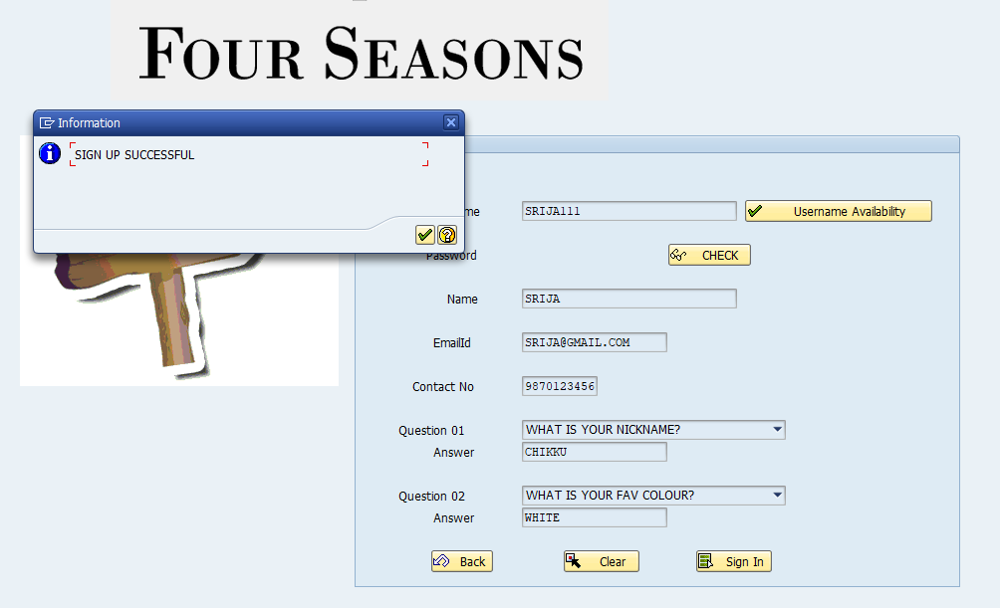 FOUR SEASONS
Information
SIGN UP SUCCESSFUL
me SRIJA111 Username Availability
Password CHECK
Name SRIJA
EmailId SRIJA@GMAIL.COM
Contact No 9870123456
Question 01 WHAT IS YOUR NICKNAME?
Answer CHIKKU
Question 02 WHAT IS YOUR FAV COLOUR?
Answer WHITE
Back Clear Sign In